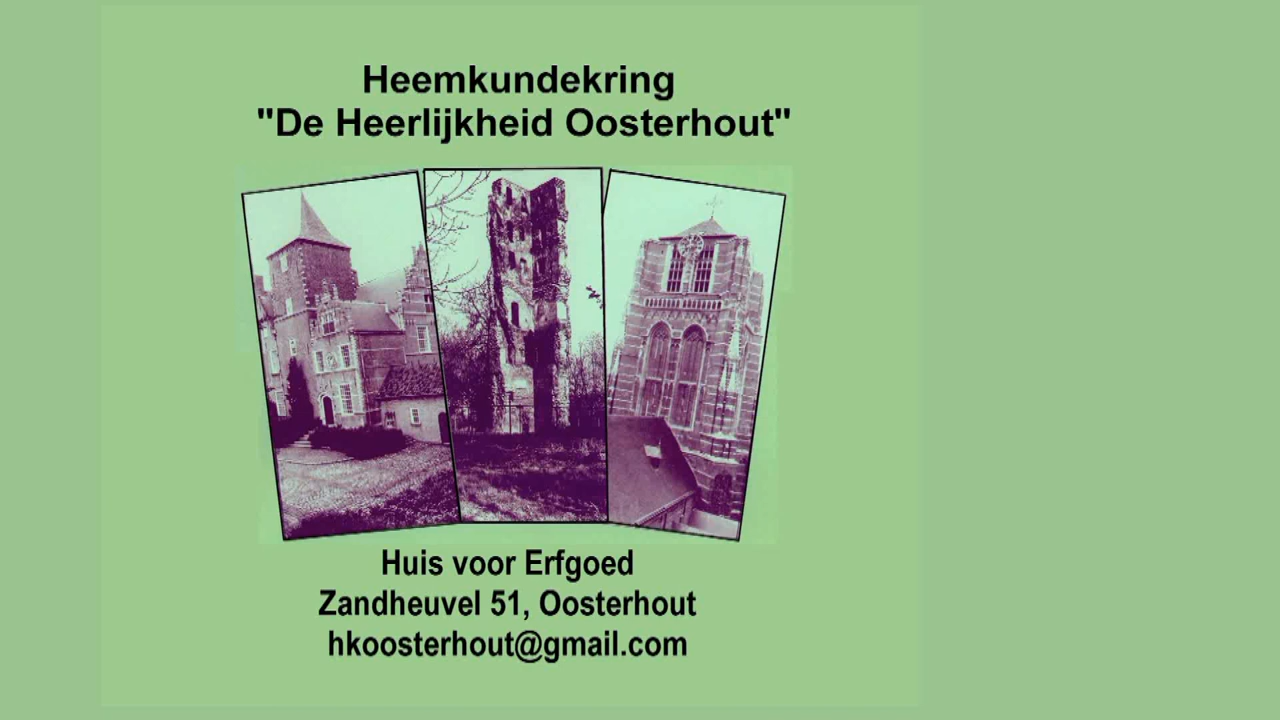 Heemkundekring
"De Heerlijkheid Oosterhout"
Huis voor Erfgoed
Zandheuvel 51, Oosterhout
hkoosterhout@gmail.com